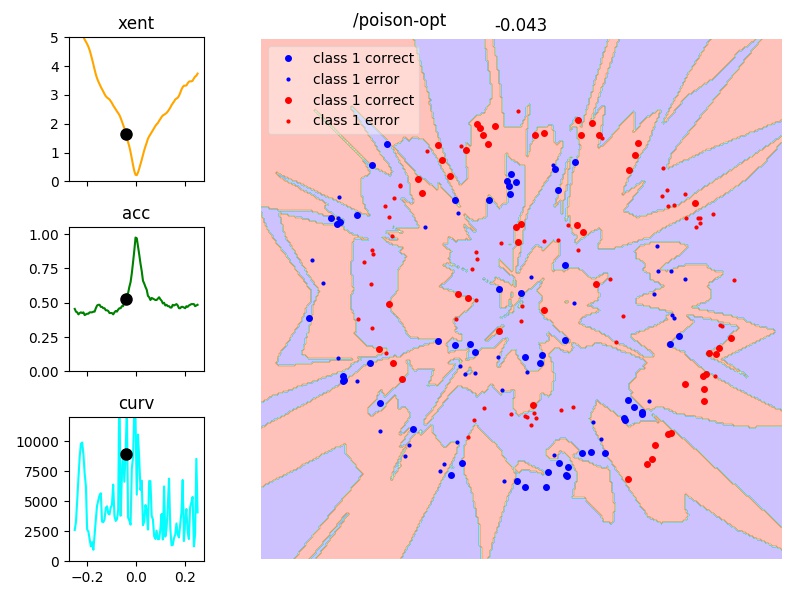 xent
5
4
3
2
1
0
acc
1.00
0.75
0.50
0.25
0.00
curv
10000
7500
5000
2500
0
−0.2 0.0 0.2
/poison-opt
-0.043
class 1 correct
class 1 error
class 1 correct
class 1 error